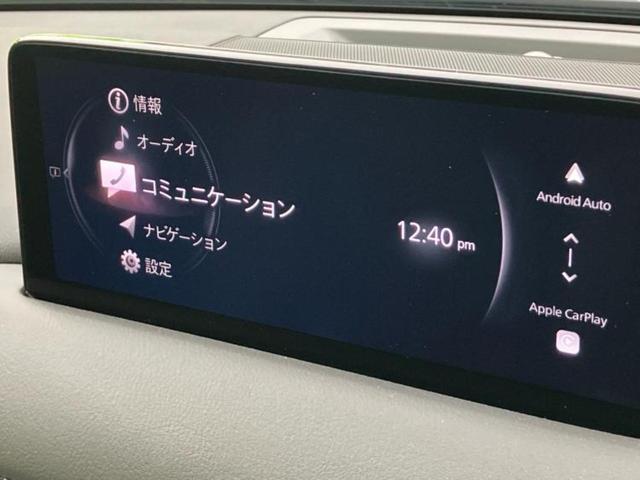 情報
オーディオ
コミュニケーション
ナビゲーション
設定
12:40 pm
Android Auto
Apple CarPlay